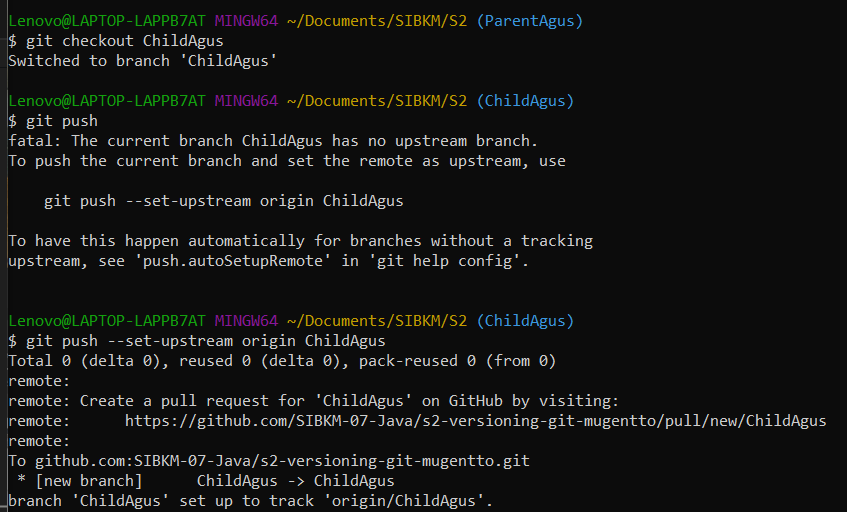 Lenovo@LAPTOP-LAPPB7AT MINGW64 ~/Documents/SIBKM/S2 (ParentAgus)
$ git checkout ChildAgus
Switched to branch 'ChildAgus'
Lenovo@LAPTOP-LAPPB7AT MINGW64 ~/Documents/SIBKM/S2 (ChildAgus)
$ git push
fatal: The current branch ChildAgus has no upstream branch.
To push the current branch and set the remote as upstream, use
git push --set-upstream origin ChildAgus
To have this happen automatically for branches without a tracking
upstream, see 'push.autoSetupRemote' in 'git help config'.
Lenovo@LAPTOP-LAPPB7AT MINGW64 ~/Documents/SIBKM/S2 (ChildAgus)
$ git push --set-upstream origin ChildAgus
Total 0 (delta 0), reused 0 (delta 0), pack-reused 0 (from 0)
remote:
remote: Create a pull request for 'ChildAgus' on GitHub by visiting:
remote:      https://github.com/SIBKM-07-Java/s2-versioning-git-mugentto/pull/new/ChildAgus
remote:
To github.com:SIBKM-07-Java/s2-versioning-git-mugentto.git
 * [new branch]      ChildAgus -> ChildAgus
branch 'ChildAgus' set up to track 'origin/ChildAgus'.